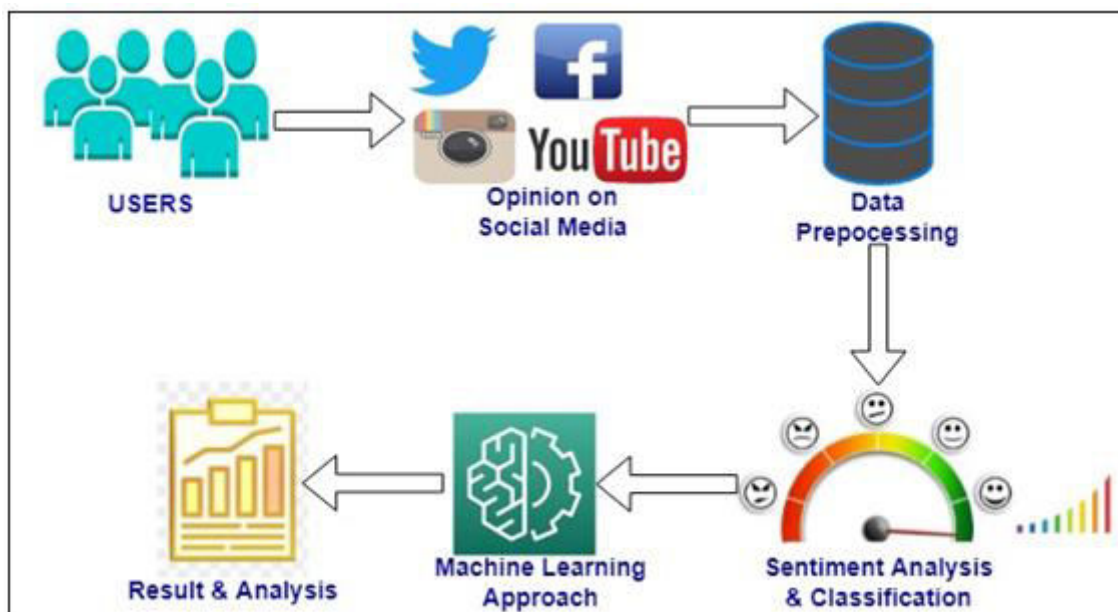 f
YouTube
USERS
Opinion on
Social Media
Data
Prepocessing
Sentiment Analysis
& Classification
Machine Learning
Approach
Result & Analysis